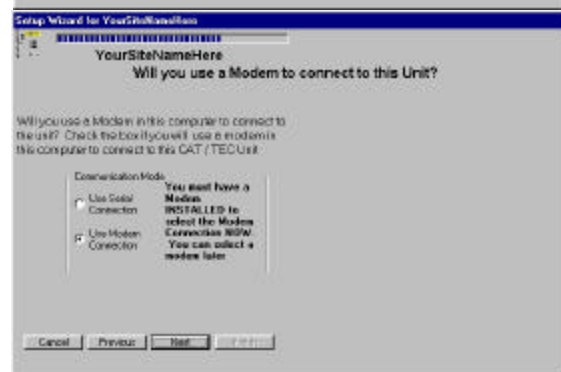 Setup Wizard for YourSiteNameHere
YourSiteNameHere
Will you use a Modem to connect to this Unit?
Will you use a Modem in this computer to connect to
the unit? Check the box if you will use a modem in
this computer to connect to this CAT / TEC Unit
Communication Mode
Use Serial
Connection
Use Modem
Connection
You must have a
Modem
INSTALLED to
select the Modem
Connection NOW.
You can select a
modem later
Cancel
Previous
Next